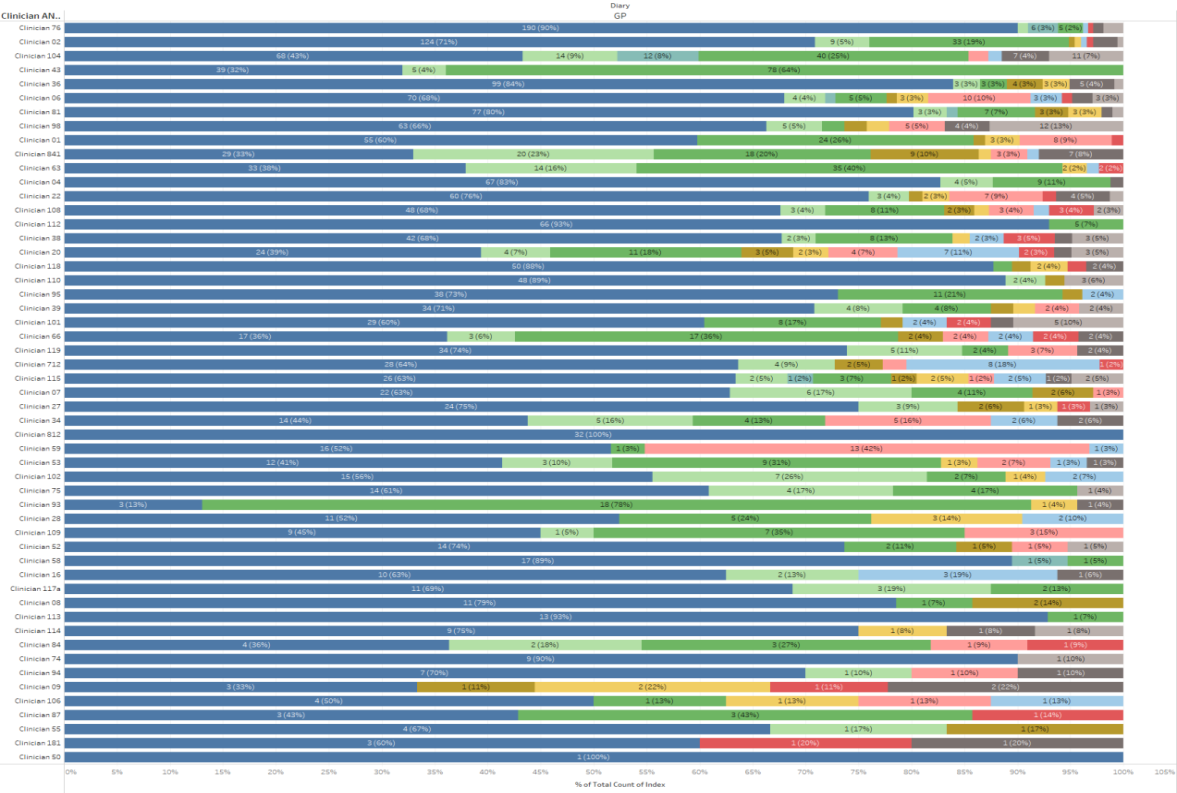 Diary
Clinician AN.. GP
Clinician 76 190 (90%) 6 (3%) 5 (2%)
Clinician 02 124 (71%) 9 (5%) 33 (19%)
Clinician 104 68 (43%) 14 (9%) 12 (8%) 40 (25%) 7 (4%) 11 (7%)
Clinician 43 39 (32%) 5 (4%) 78 (64%)
Clinician 36 99 (84%) 3 (3%) 3 (3%) 4 (3%) 3 (3%) 5 (4%)
Clinician 06 70 (68%) 4 (4%) 5 (5%) 3 (3%) 10 (10%) 3 (3%) 3 (3%)
Clinician 81 77 (80%) 3 (3%) 7 (7%) 3 (3%) 3 (3%)
Clinician 98 63 (66%) 5 (5%) 5 (5%) 4 (4%) 12 (13%)
Clinician 01 55 (60%) 24 (26%) 3 (3%) 8 (9%)
Clinician 841 29 (33%) 20 (23%) 18 (20%) 9 (10%) 3 (3%) 7 (8%)
Clinician 63 33 (38%) 14 (16%) 35 (40%) 2 (2%) 2 (2%)
Clinician 04 67 (83%) 4 (5%) 9 (11%)
Clinician 22 60 (76%) 3 (4%) 2 (3%) 7 (9%) 4 (5%)
Clinician 108 48 (68%) 3 (4%) 8 (11%) 2 (3%) 3 (4%) 3 (4%) 2 (3%)
Clinician 112 66 (93%) 5 (7%)
Clinician 38 42 (68%) 2 (3%) 8 (13%) 2 (3%) 3 (5%) 3 (5%)
Clinician 20 24 (39%) 4 (7%) 11 (18%) 3 (5%) 2 (3%) 4 (7%) 7 (11%) 2 (3%) 3 (5%)
Clinician 118 50 (88%) 2 (4%) 2 (4%)
Clinician 110 48 (89%) 2 (4%) 3 (6%)
Clinician 95 38 (73%) 11 (21%) 2 (4%)
Clinician 39 34 (71%) 4 (8%) 4 (8%) 2 (4%) 2 (4%)
Clinician 101 29 (60%) 8 (17%) 2 (4%) 2 (4%) 5 (10%)
Clinician 66 17 (36%) 3 (6%) 17 (36%) 2 (4%) 2 (4%) 2 (4%) 2 (4%) 2 (4%)
Clinician 119 34 (74%) 5 (11%) 2 (4%) 3 (7%) 2 (4%)
Clinician 712 28 (64%) 4 (9%) 2 (5%) 8 (18%) 1 (2%)
Clinician 115 26 (63%) 2 (5%) 1 (2%) 3 (7%) 1 (2%) 2 (5%) 1 (2%) 2 (5%) 1 (2%) 2 (5%)
Clinician 07 22 (63%) 6 (17%) 4 (11%) 2 (6%) 1 (3%)
Clinician 27 24 (75%) 3 (9%) 2 (6%) 1 (3%) 1 (3%) 1 (3%)
Clinician 34 14 (44%) 5 (16%) 4 (13%) 5 (16%) 2 (6%) 2 (6%)
Clinician 812 32 (100%)
Clinician 59 16 (52%) 1 (3%) 13 (42%) 1 (3%)
Clinician 53 12 (41%) 3 (10%) 9 (31%) 1 (3%) 2 (7%) 1 (3%) 1 (3%)
Clinician 102 15 (56%) 7 (26%) 2 (7%) 1 (4%) 2 (7%)
Clinician 75 14 (61%) 4 (17%) 4 (17%) 1 (4%)
Clinician 93 3 (13%) 18 (78%) 1 (4%) 1 (4%)
Clinician 28 11 (52%) 5 (24%) 3 (14%) 2 (10%)
Clinician 109 9 (45%) 1 (5%) 7 (35%) 3 (15%)
Clinician 52 14 (74%) 2 (11%) 1 (5%) 1 (5%) 1 (5%)
Clinician 58 17 (89%) 1 (5%) 1 (5%)
Clinician 16 10 (63%) 2 (13%) 3 (19%) 1 (6%)
Clinician 117a 11 (69%) 3 (19%) 2 (13%)
Clinician 08 11 (79%) 1 (7%) 2 (14%)
Clinician 113 13 (93%) 1 (7%)
Clinician 114 9 (75%) 1 (8%) 1 (8%) 1 (8%)
Clinician 84 4 (36%) 2 (18%) 3 (27%) 1 (9%) 1 (9%)
Clinician 74 9 (90%) 1 (10%)
Clinician 94 7 (70%) 1 (10%) 1 (10%) 1 (10%)
Clinician 09 3 (33%) 1 (11%) 2 (22%) 1 (11%) 2 (22%)
Clinician 106 4 (50%) 1 (13%) 1 (13%) 1 (13%) 1 (13%)
Clinician 87 3 (43%) 3 (43%) 1 (14%)
Clinician 55 4 (67%) 1 (17%) 1 (17%)
Clinician 181 3 (60%) 1 (20%) 1 (20%)
Clinician 50 1 (100%)
0% 5% 10% 15% 20% 25% 30% 35% 40% 45% 50% 55% 60% 65% 70% 75% 80% 85% 90% 95% 100% 105%
% of Total Count of Index